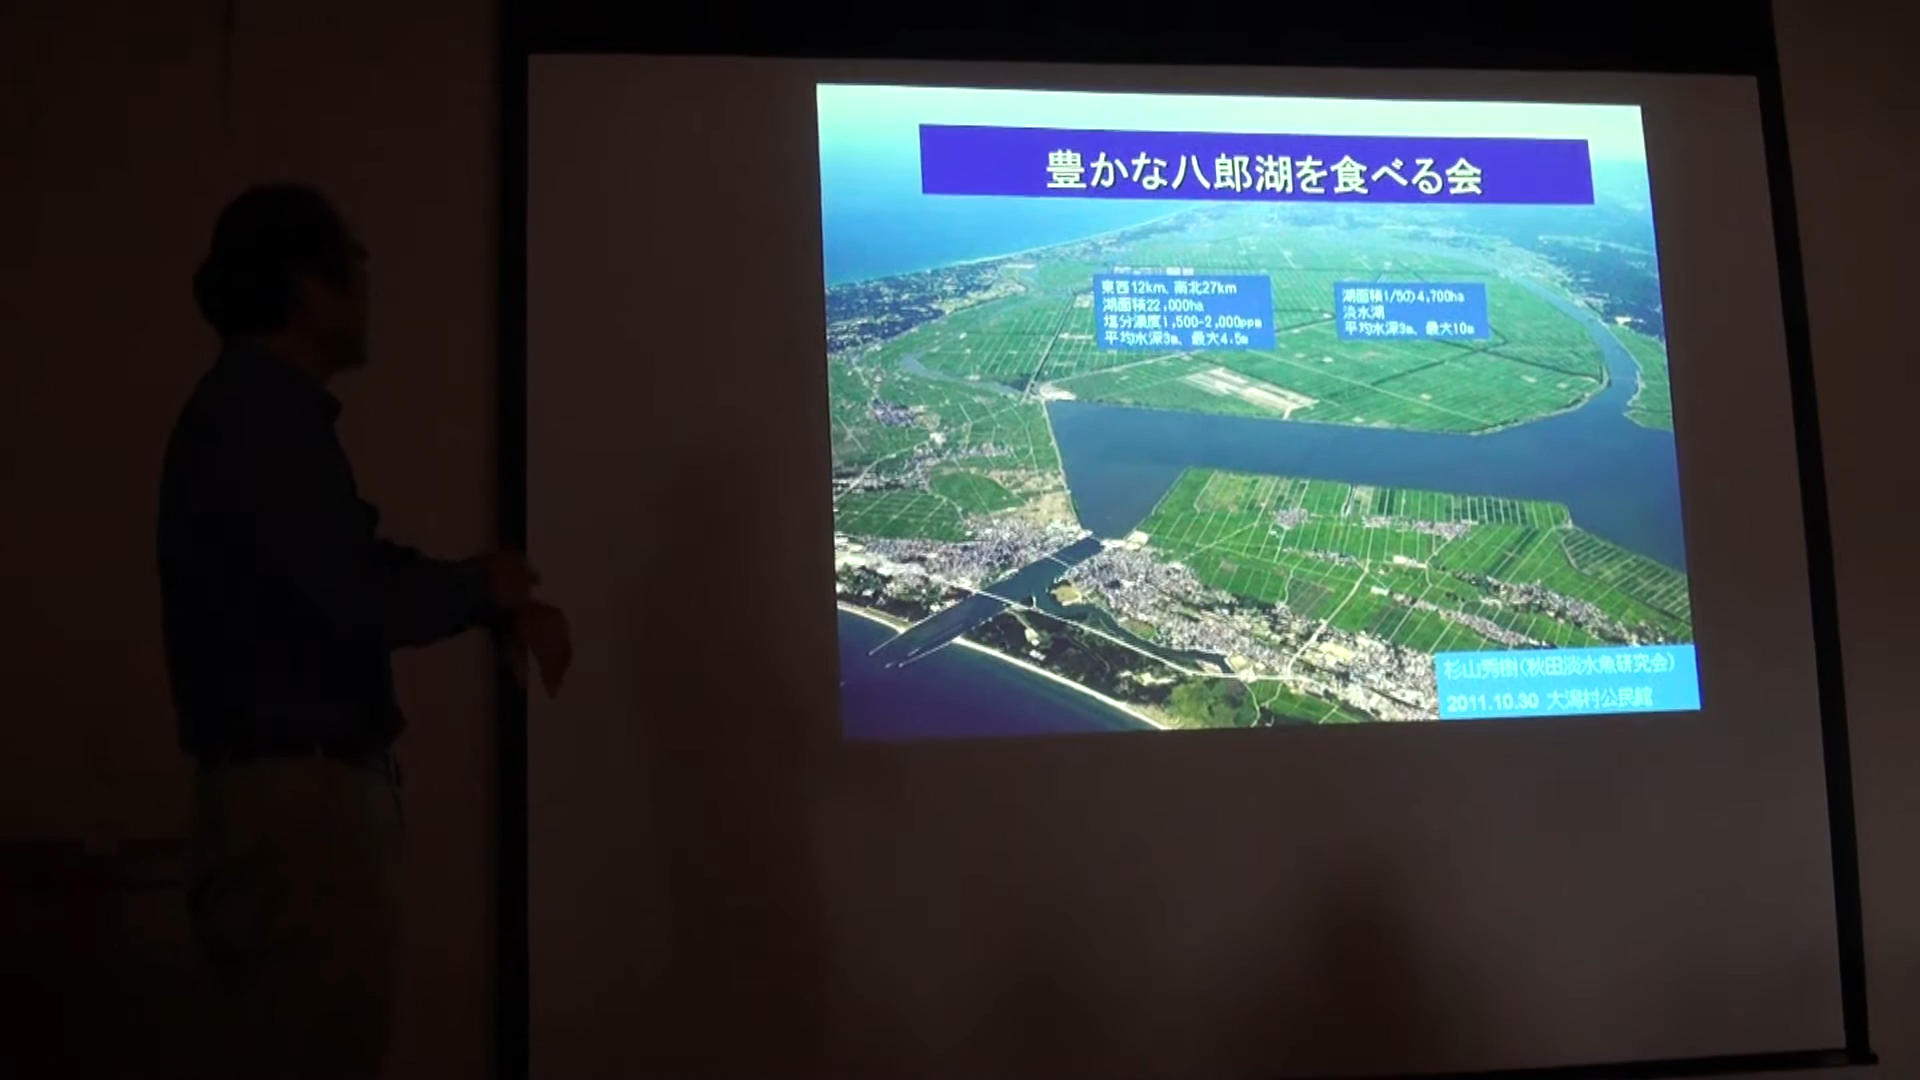 豊かな八郎湖を食べる会
東西12km、南北27km
湖面積22,000ha
塩分濃度1,500-2,000ppm
平均水深3m、最大4.5m
湖面積1/5の4,700ha
淡水湖
平均水深3m、最大10m
杉山秀樹(秋田淡水魚研究会)
2011.10.30 大潟村公民館